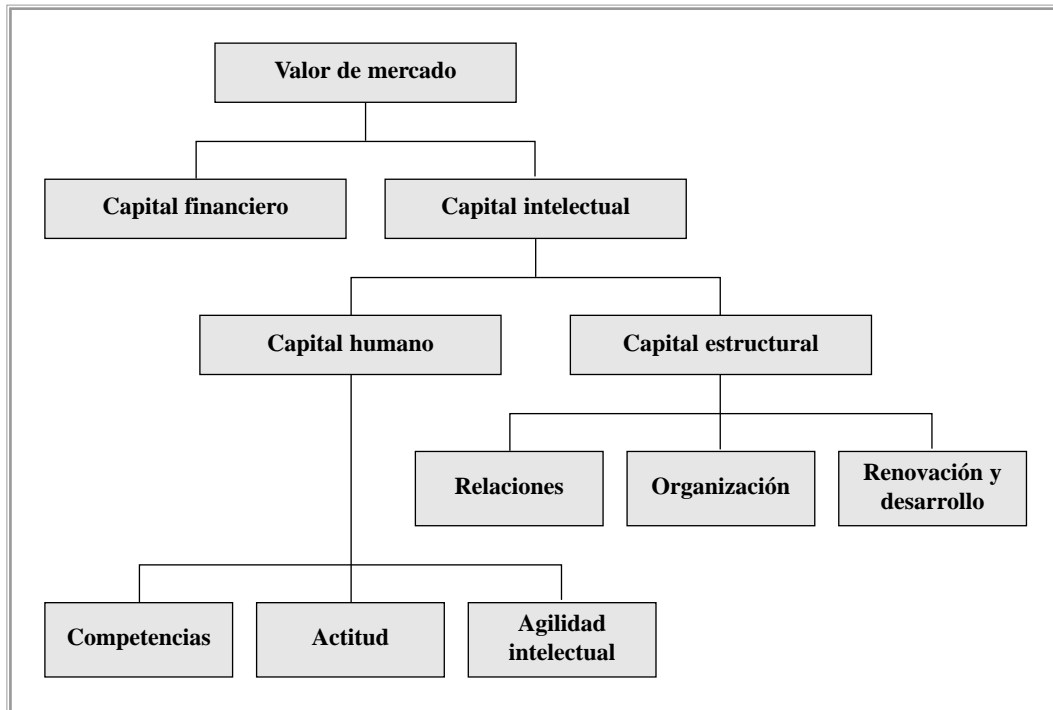 Valor de mercado
Capital financiero
Capital intelectual
Capital humano
Capital estructural
Relaciones
Organización
Renovación y
desarrollo
Competencias
Actitud
Agilidad
intelectual